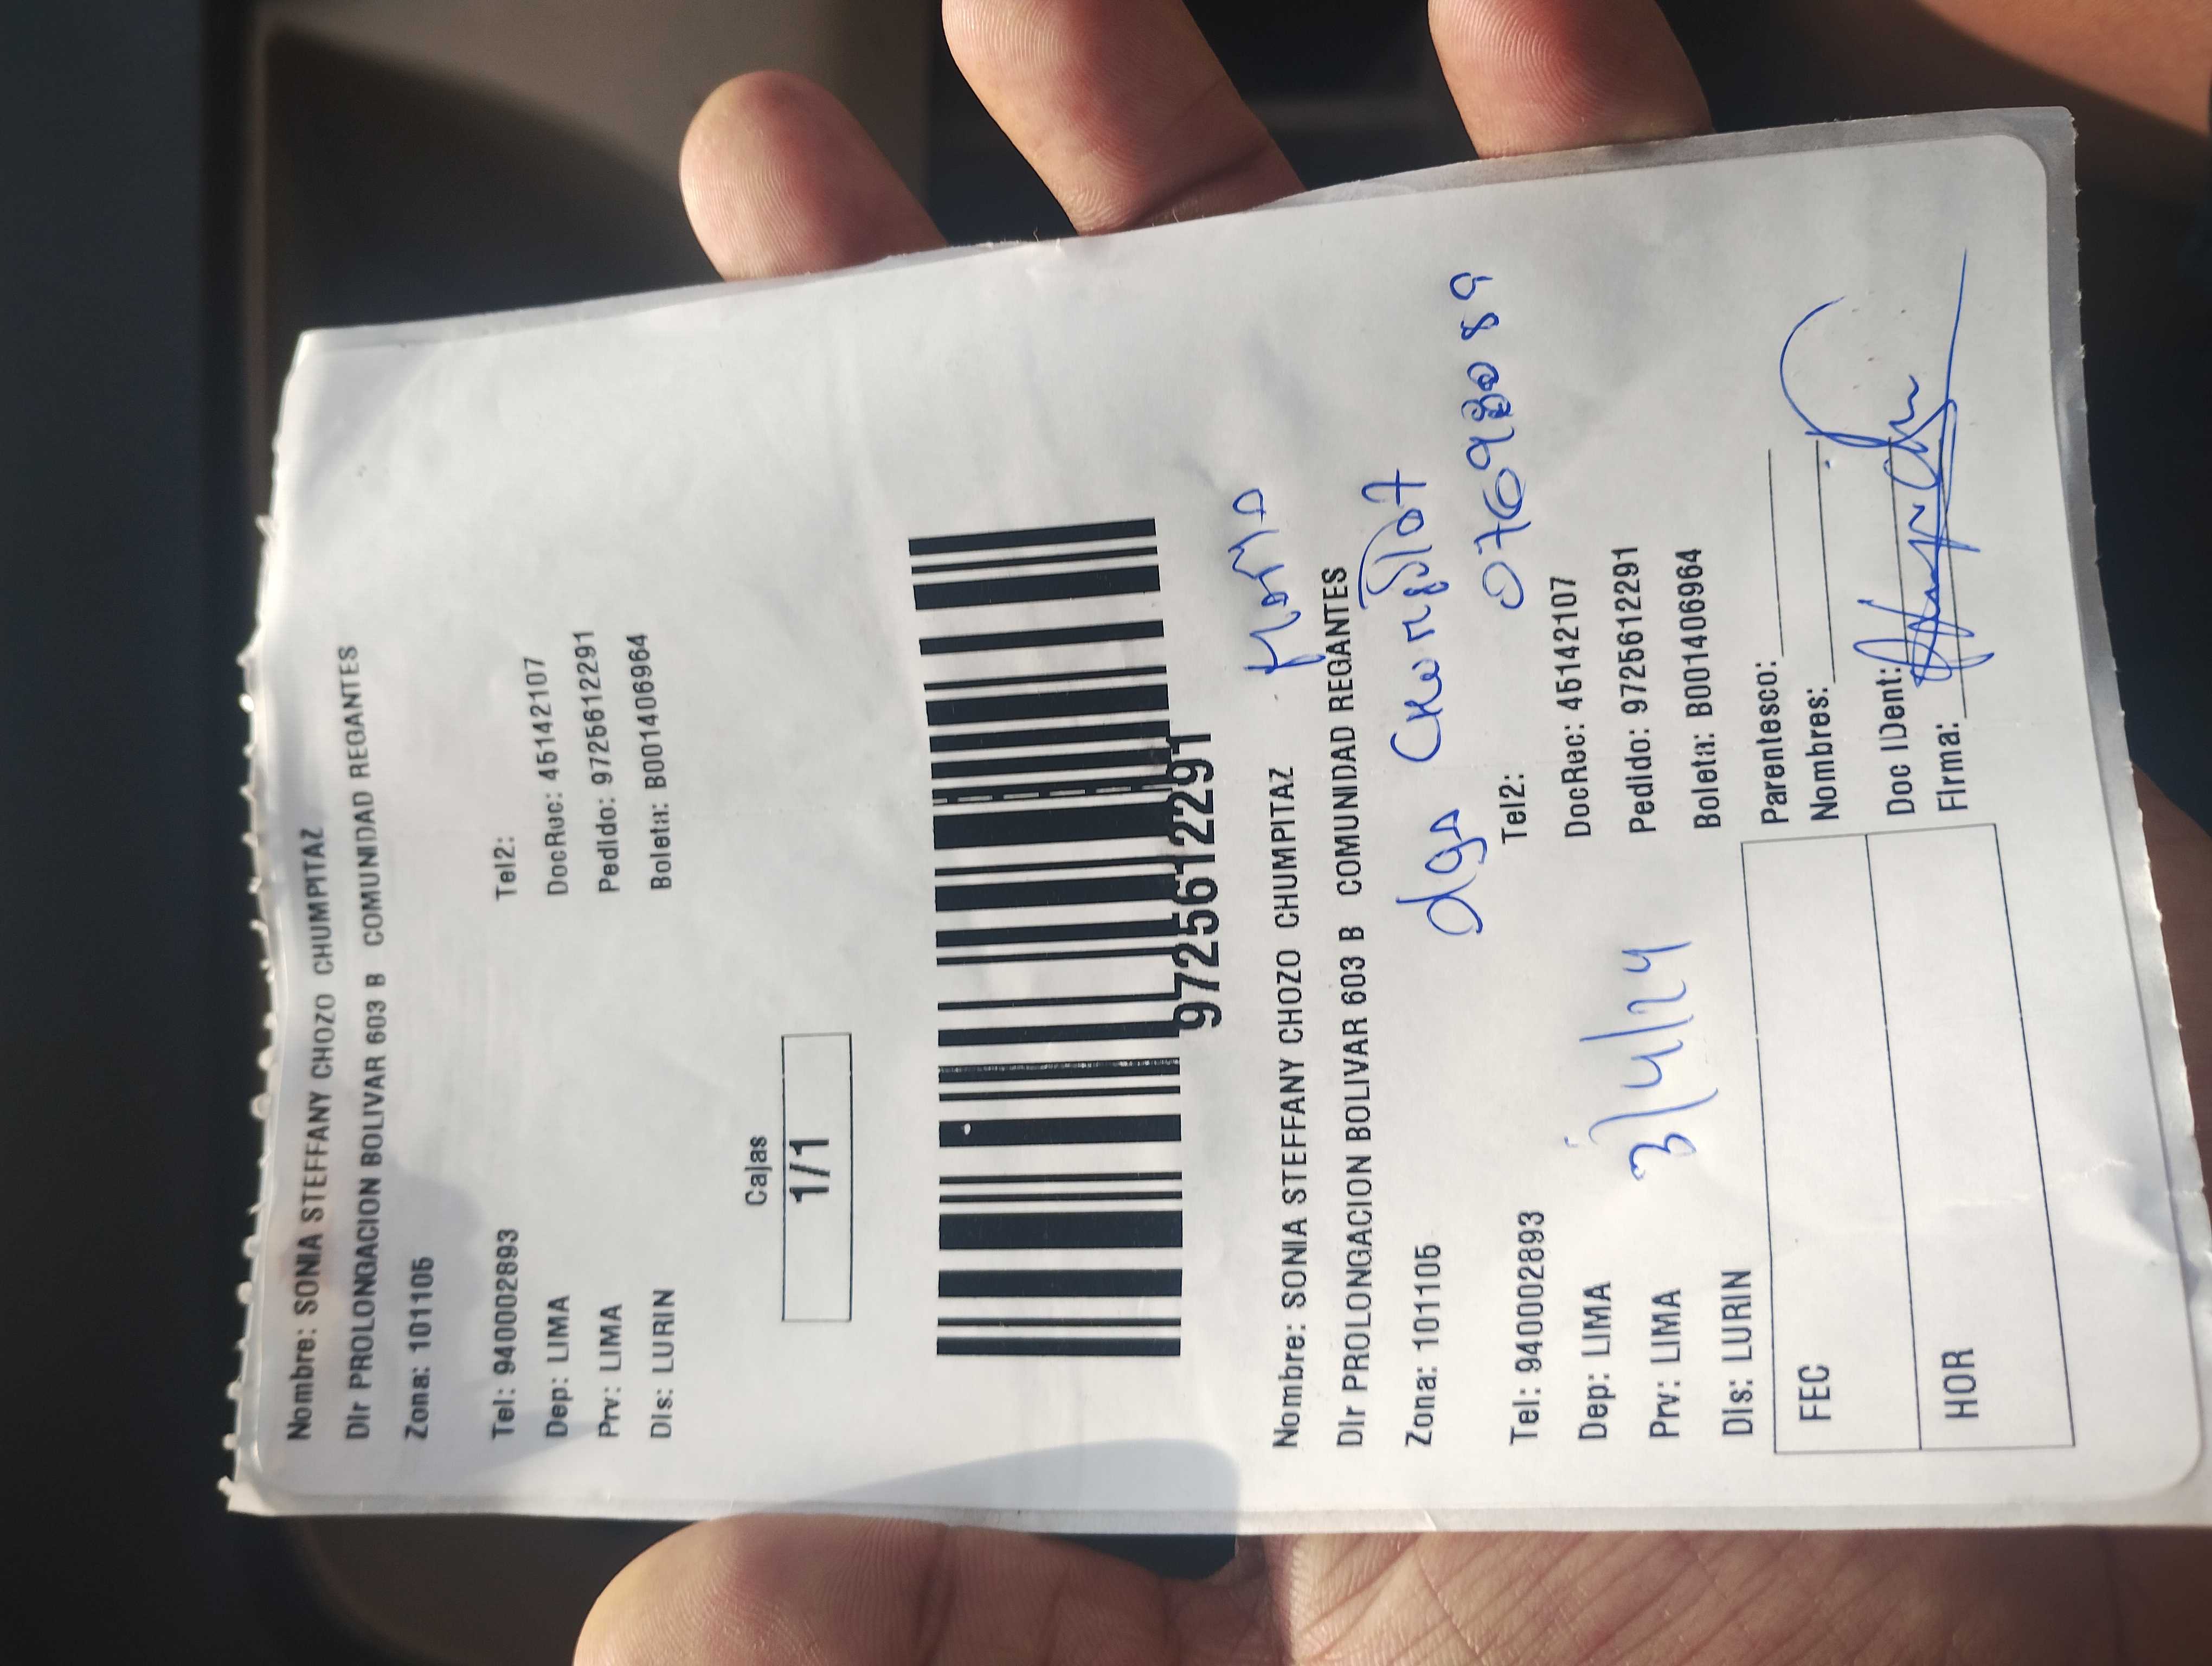 Nombre: SONIA STEFFANY CHOZO CHUMPITAZ
Dir PROLONGACION BOLIVAR 603 B COMUNIDAD REGANTES
Zona: 101105
Tel: 940002893 Tel2:
Dep: LIMA DocRec: 45142107
Prv: LIMA Pedido: 9725612291
Dis: LURIN Boleta: B001406964
Cajas
1/1
9725612291
Nombre: SONIA STEFFANY CHOZO CHUMPITAZ
Dir PROLONGACION BOLIVAR 603 B COMUNIDAD REGANTES
Zona: 101105
Tel: 940002893 Tel2:
Dep: LIMA DocRec: 45142107
Prv: LIMA Pedido: 9725612291
Dis: LURIN Boleta: B001406964
3/4/24
FEC Parentesco:
Nombres:
HOR Doc IDent:
Firma: